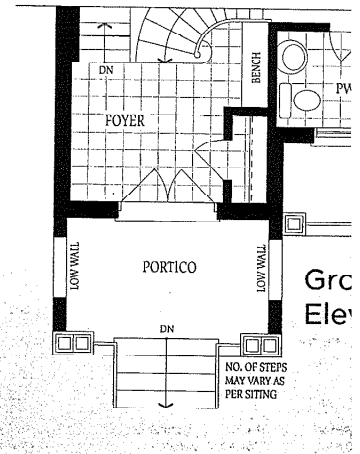 DN
BENCH
PW
FOYER
LOW WALL
PORTICO
LOW WALL
Gro
Elev
DN
NO. OF STEPS
MAY VARY AS
PER SITING